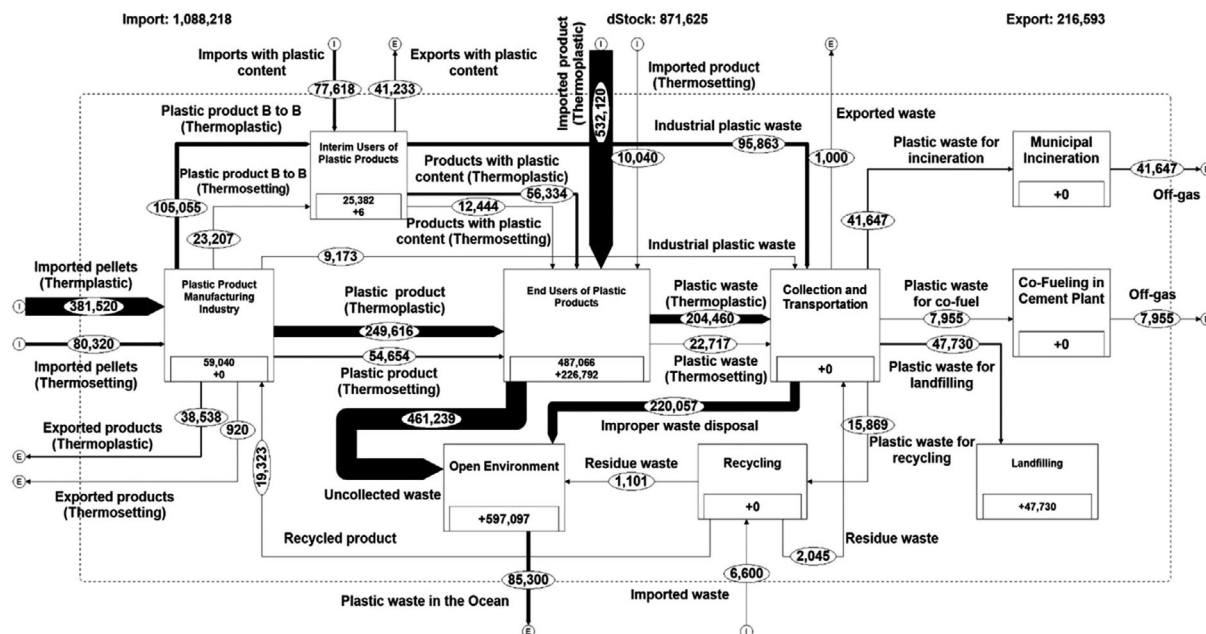 Import: 1,088,218
dStock: 871,625
Export: 216,593
I
E
I
I
E
Imports with plastic
content
77,618
Exports with plastic
content
41,233
Imported product
(Thermoplastic)
532,120
Imported product
(Thermosetting)
10,040
Exported waste
1,000
Plastic product B to B
(Thermoplastic)
105,055
Interim Users of
Plastic Products
25,382
+6
Industrial plastic waste
95,863
Plastic waste for
incineration
41,647
Municipal
Incineration
+0
41,647
E
Off-gas
Plastic product B to B
(Thermosetting)
23,207
Products with plastic
content (Thermoplastic)
56,334
12,444
Products with plastic
content (Thermosetting)
9,173
Industrial plastic waste
Imported pellets
(Thermplastic)
I
381,520
I
80,320
Imported pellets
(Thermosetting)
Plastic Product
Manufacturing
Industry
59,040
+0
Plastic product
(Thermoplastic)
249,616
54,654
Plastic product
(Thermosetting)
End Users of Plastic
Products
487,066
+226,792
Plastic waste
(Thermoplastic)
204,460
22,717
Plastic waste
(Thermosetting)
Collection and
Transportation
+0
Plastic waste
for co-fuel
7,955
Co-Fueling in
Cement Plant
+0
Off-gas
7,955
E
47,730
Plastic waste for
landfilling
38,538
920
Exported products
(Thermoplastic)
E
E
Exported products
(Thermosetting)
19,323
461,239
Uncollected waste
220,057
Improper waste disposal
15,869
Plastic waste for
recycling
Open Environment
+597,097
Residue waste
1,101
Recycling
+0
Landfilling
+47,730
Recycled product
2,045
Residue waste
85,300
Plastic waste in the Ocean
E
6,600
Imported waste
I